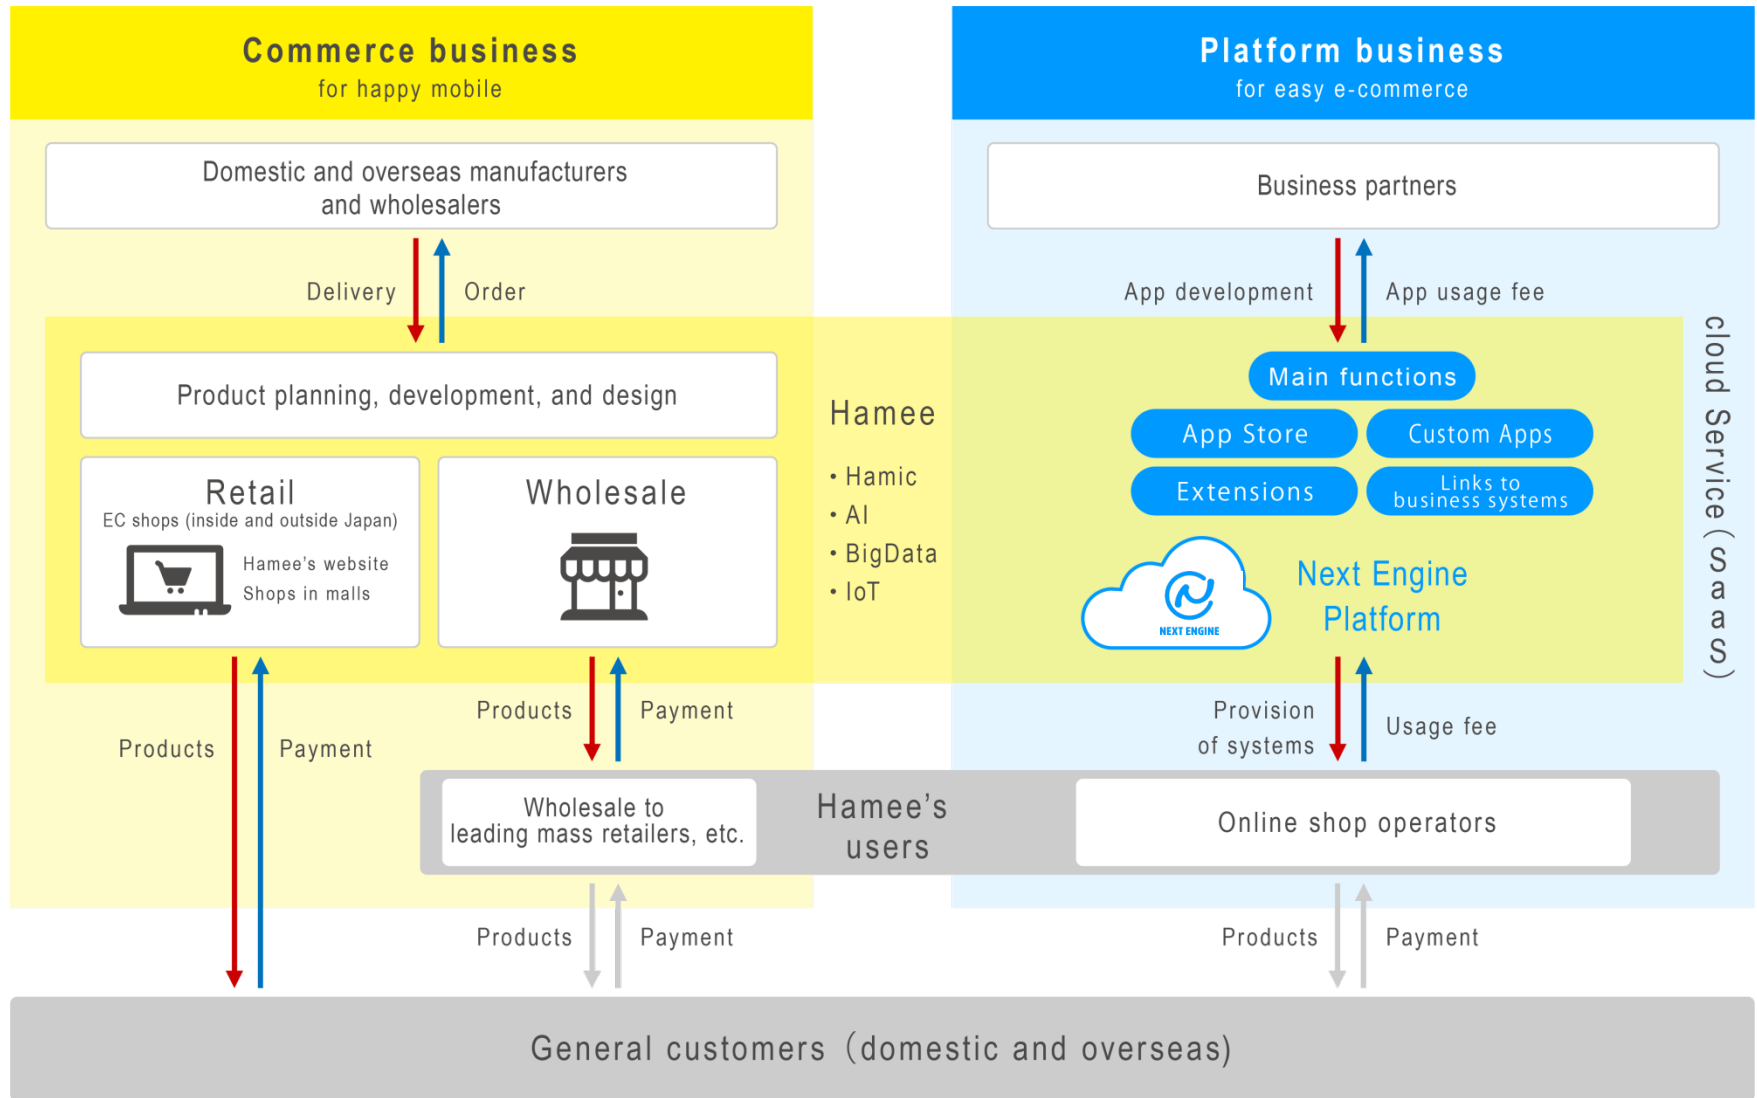 Commerce business
for happy mobile
Platform business
for easy e-commerce
Domestic and overseas manufacturers
and wholesalers
Business partners
Delivery
Order
App development
App usage fee
cloud Service(SaaS)
Product planning, development, and design
Retail
EC shops (inside and outside Japan)
Hamee's website
Shops in malls
Wholesale
Hamee
・Hamic
・AI
・BigData
・IoT
Main functions
App Store
Custom Apps
Extensions
Links to
business systems
NEXT ENGINE
Next Engine
Platform
Products
Payment
Products
Payment
Provision
of systems
Usage fee
Wholesale to
leading mass retailers, etc.
Hamee's
users
Online shop operators
Products
Payment
Products
Payment
General customers（domestic and overseas)